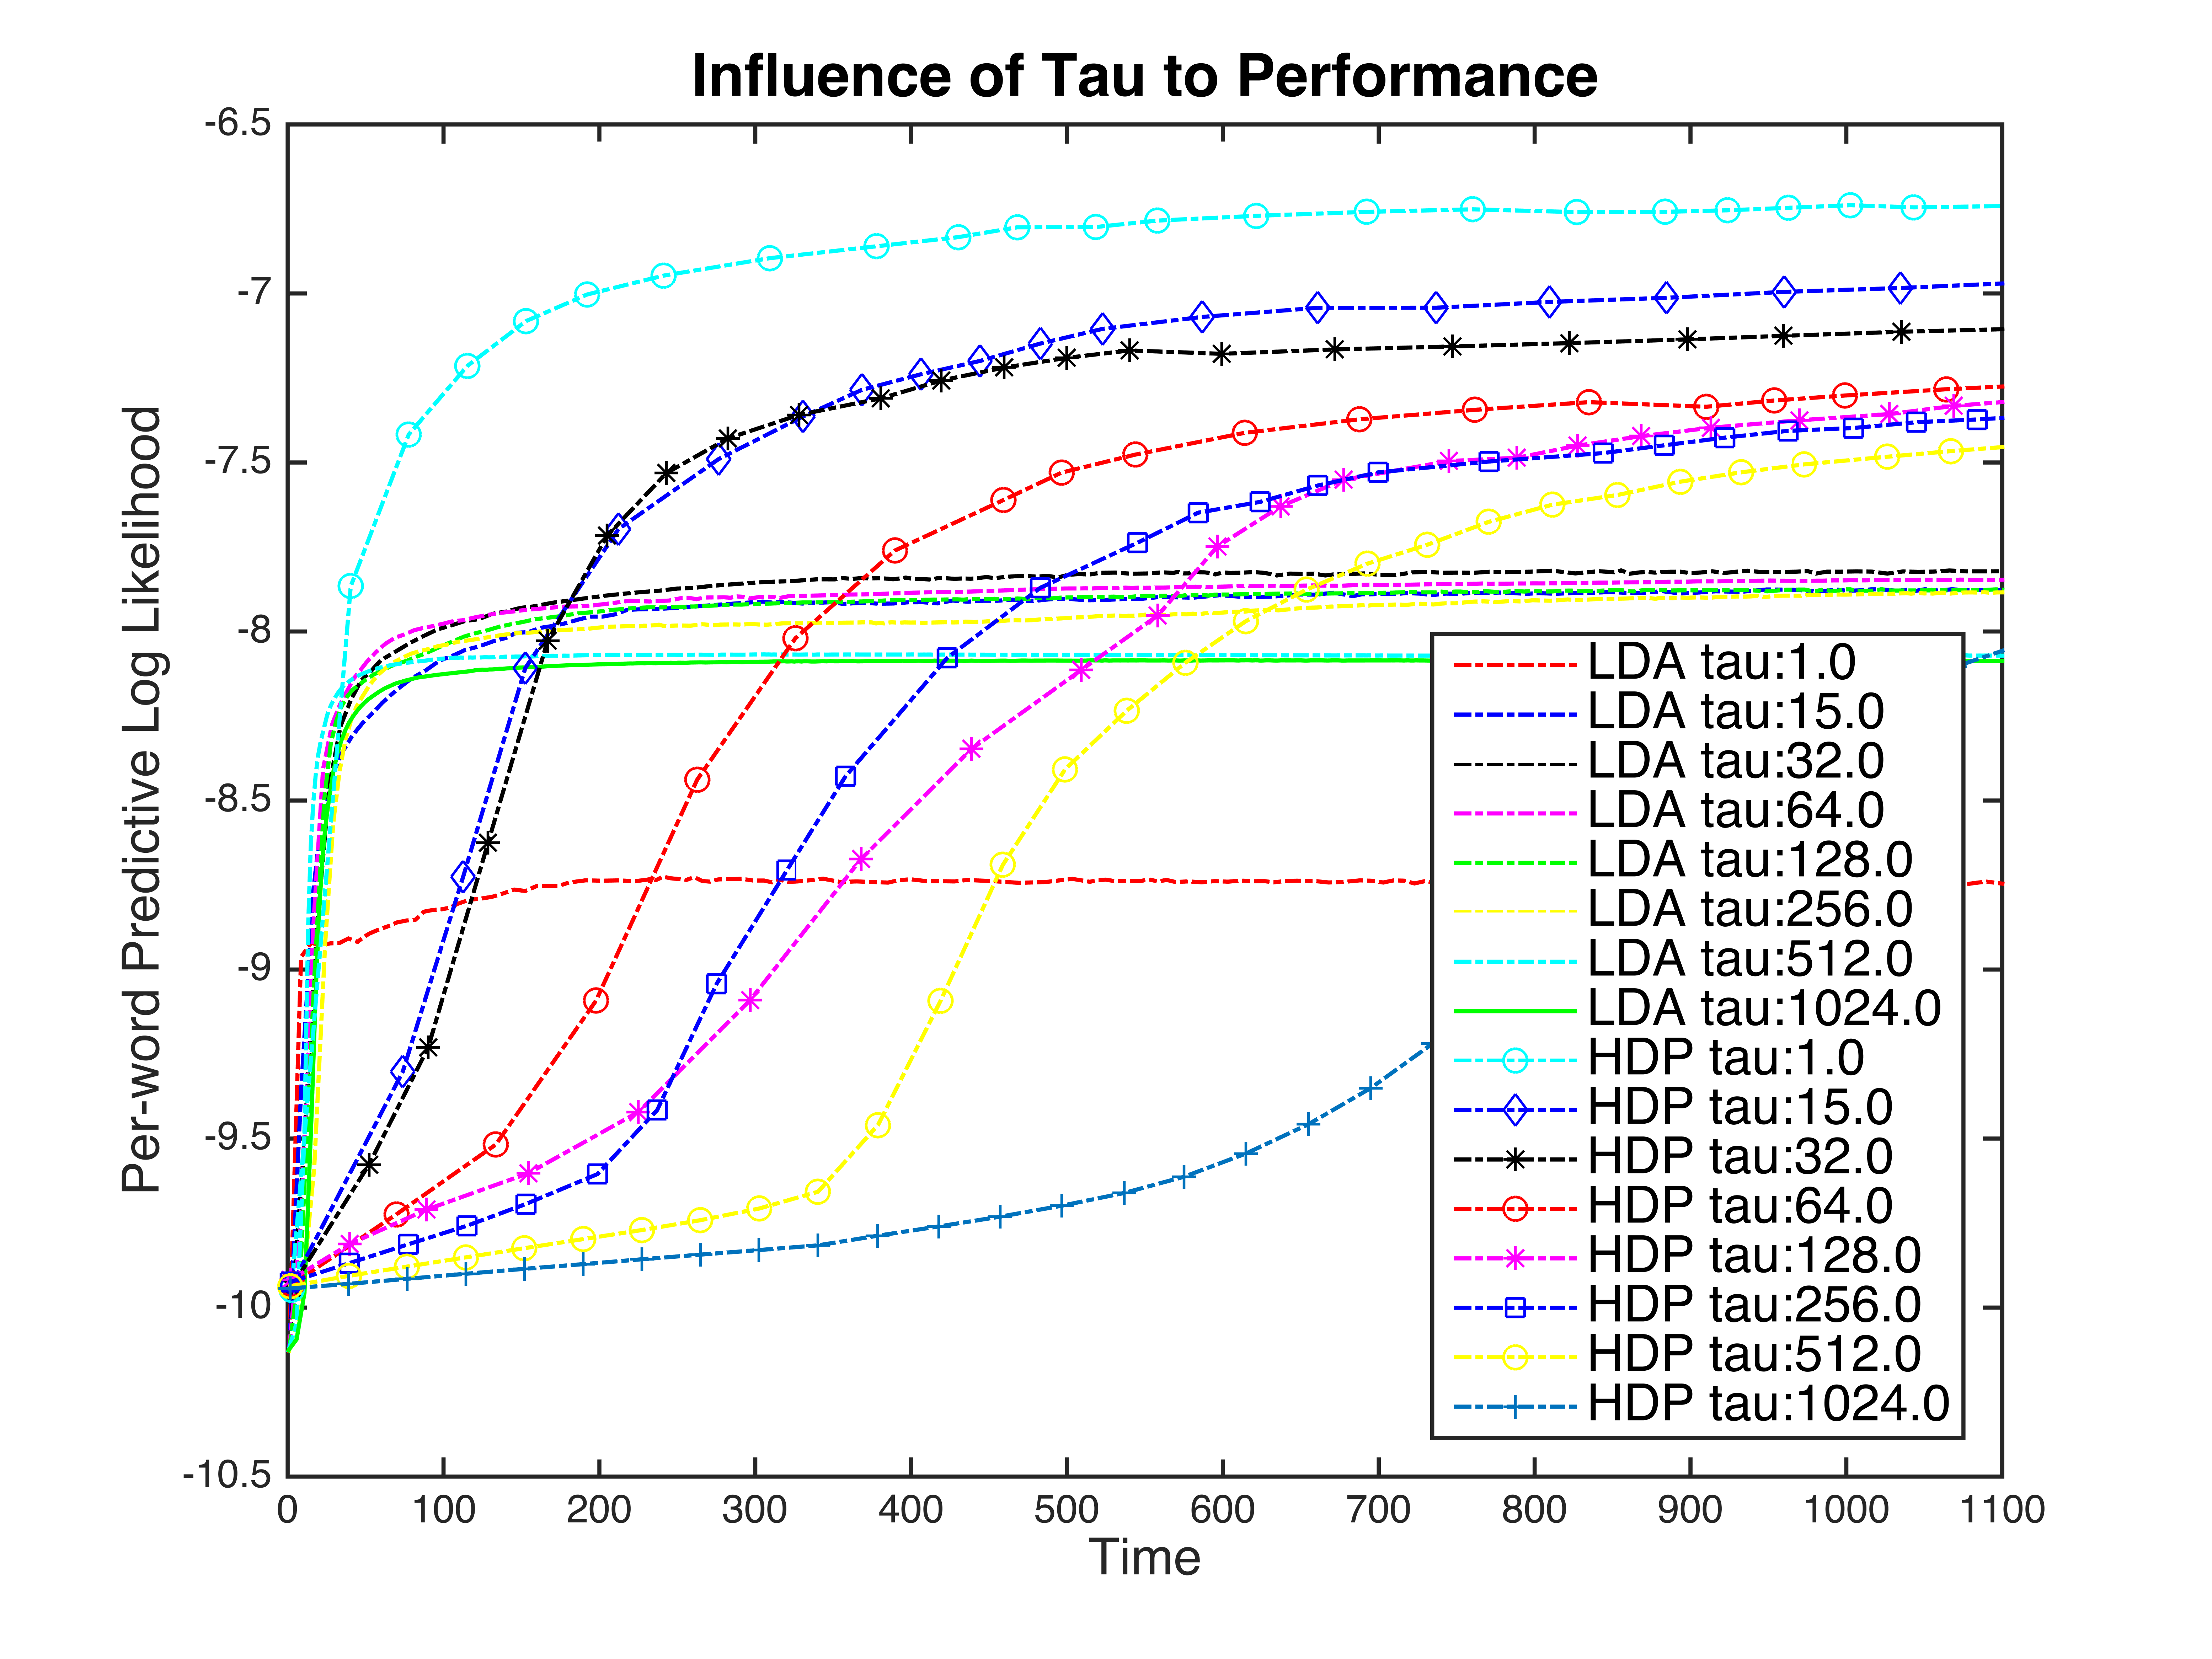 Influence of Tau to Performance
Per-word Predictive Log Likelihood
-6.5
-7
-7.5
-8
-8.5
-9
-9.5
-10
-10.5
LDA tau:1.0
LDA tau:15.0
LDA tau:32.0
LDA tau:64.0
LDA tau:128.0
LDA tau:256.0
LDA tau:512.0
LDA tau:1024.0
HDP tau:1.0
HDP tau:15.0
HDP tau:32.0
HDP tau:64.0
HDP tau:128.0
HDP tau:256.0
HDP tau:512.0
HDP tau:1024.0
0 100 200 300 400 500 600 700 800 900 1000 1100
Time